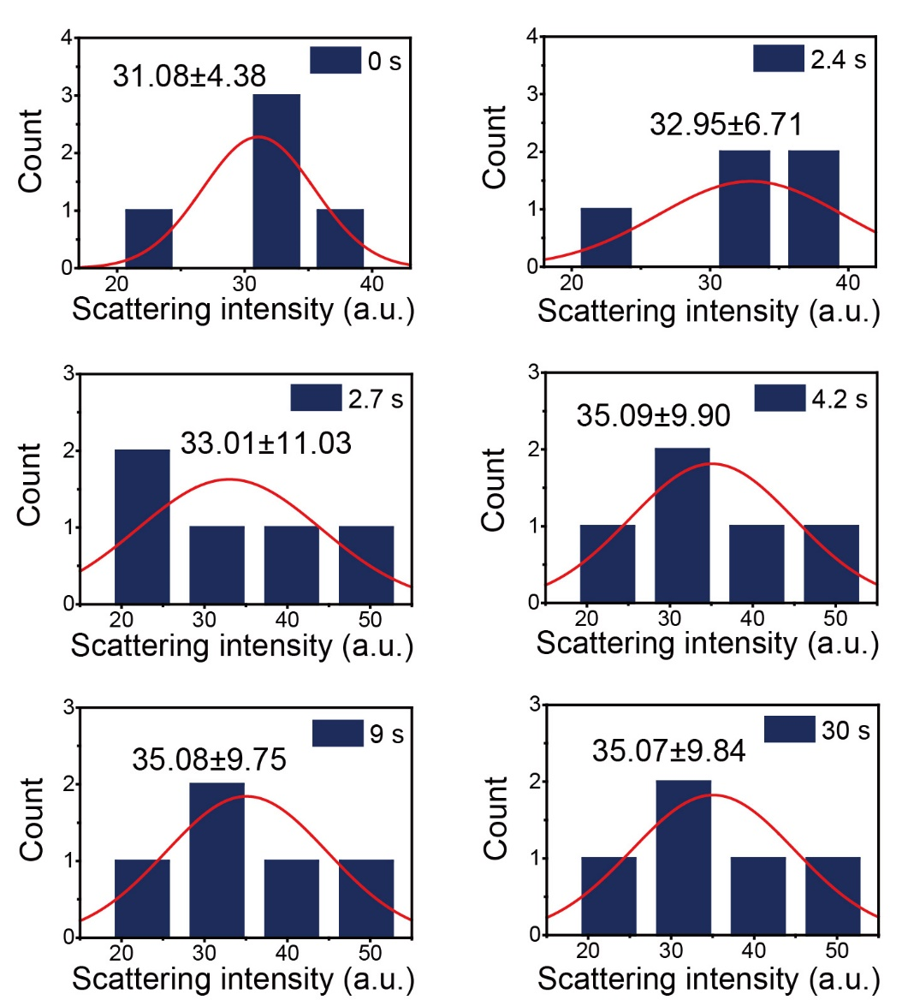 4
3
2
1
0
Count
31.08±4.38
0 s
20 30 40
Scattering intensity (a.u.)
4
3
2
1
0
Count
32.95±6.71
2.4 s
20 30 40
Scattering intensity (a.u.)
3
2
1
0
Count
33.01±11.03
2.7 s
20 30 40 50
Scattering intensity (a.u.)
3
2
1
0
Count
35.09±9.90
4.2 s
20 30 40 50
Scattering intensity (a.u.)
3
2
1
0
Count
35.08±9.75
9 s
20 30 40 50
Scattering intensity (a.u.)
3
2
1
0
Count
35.07±9.84
30 s
20 30 40 50
Scattering intensity (a.u.)